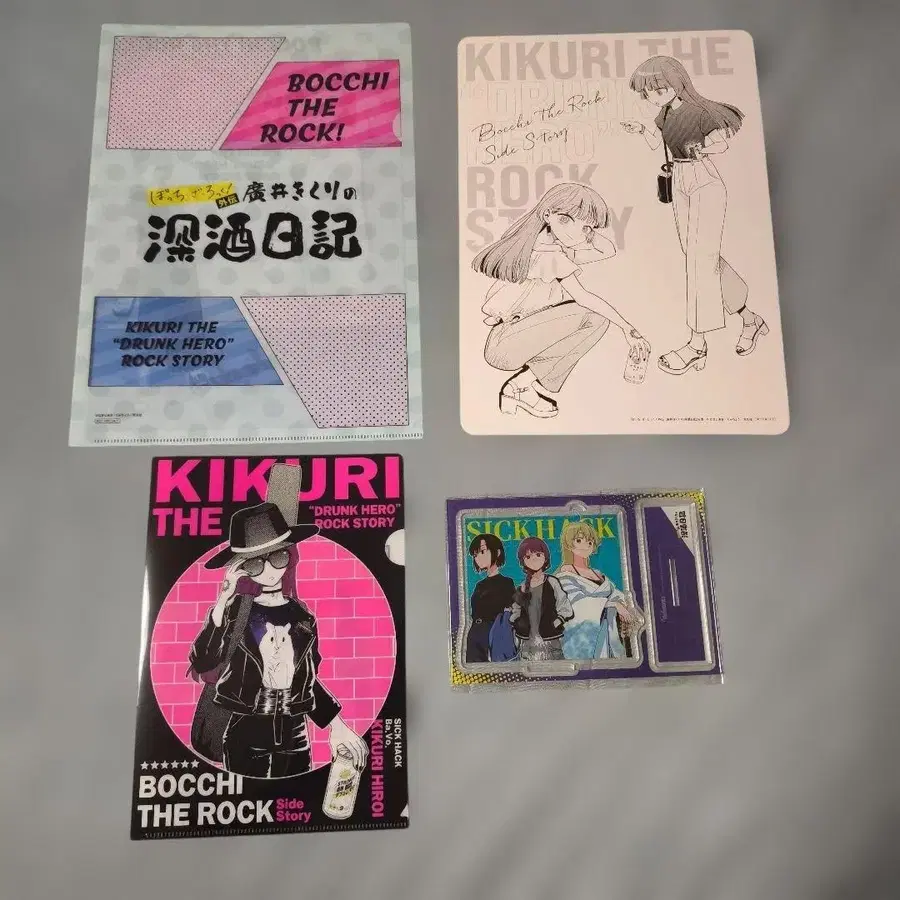 BOCCHI
THE
ROCK!
ぼっち・ざ・ろっく!
外伝
廣井きくりの
深酒日記
KIKURI THE
"DRUNK HERO"
ROCK STORY
KIKURI THE
ROCK
Bocchi The Rock
Side Story
KIKURI
THE
"DRUNK HERO"
ROCK STORY
SICK HACK
Ba.Vo.
KIKURI HIROI
★★★★★★
BOCCHI
THE ROCK
Side
Story
SICK HACK